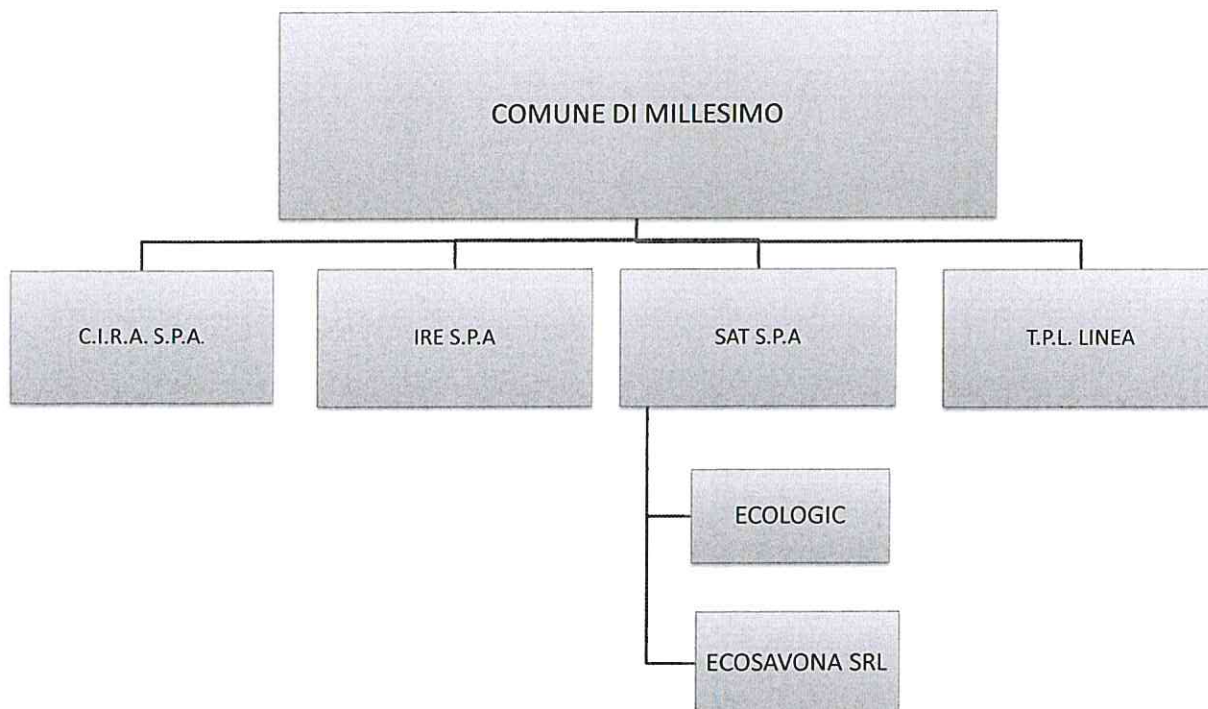 COMUNE DI MILLESIMO
C.I.R.A. S.P.A.
IRE S.P.A
SAT S.P.A
T.P.L. LINEA
ECOLOGIC
ECOSAVONA SRL